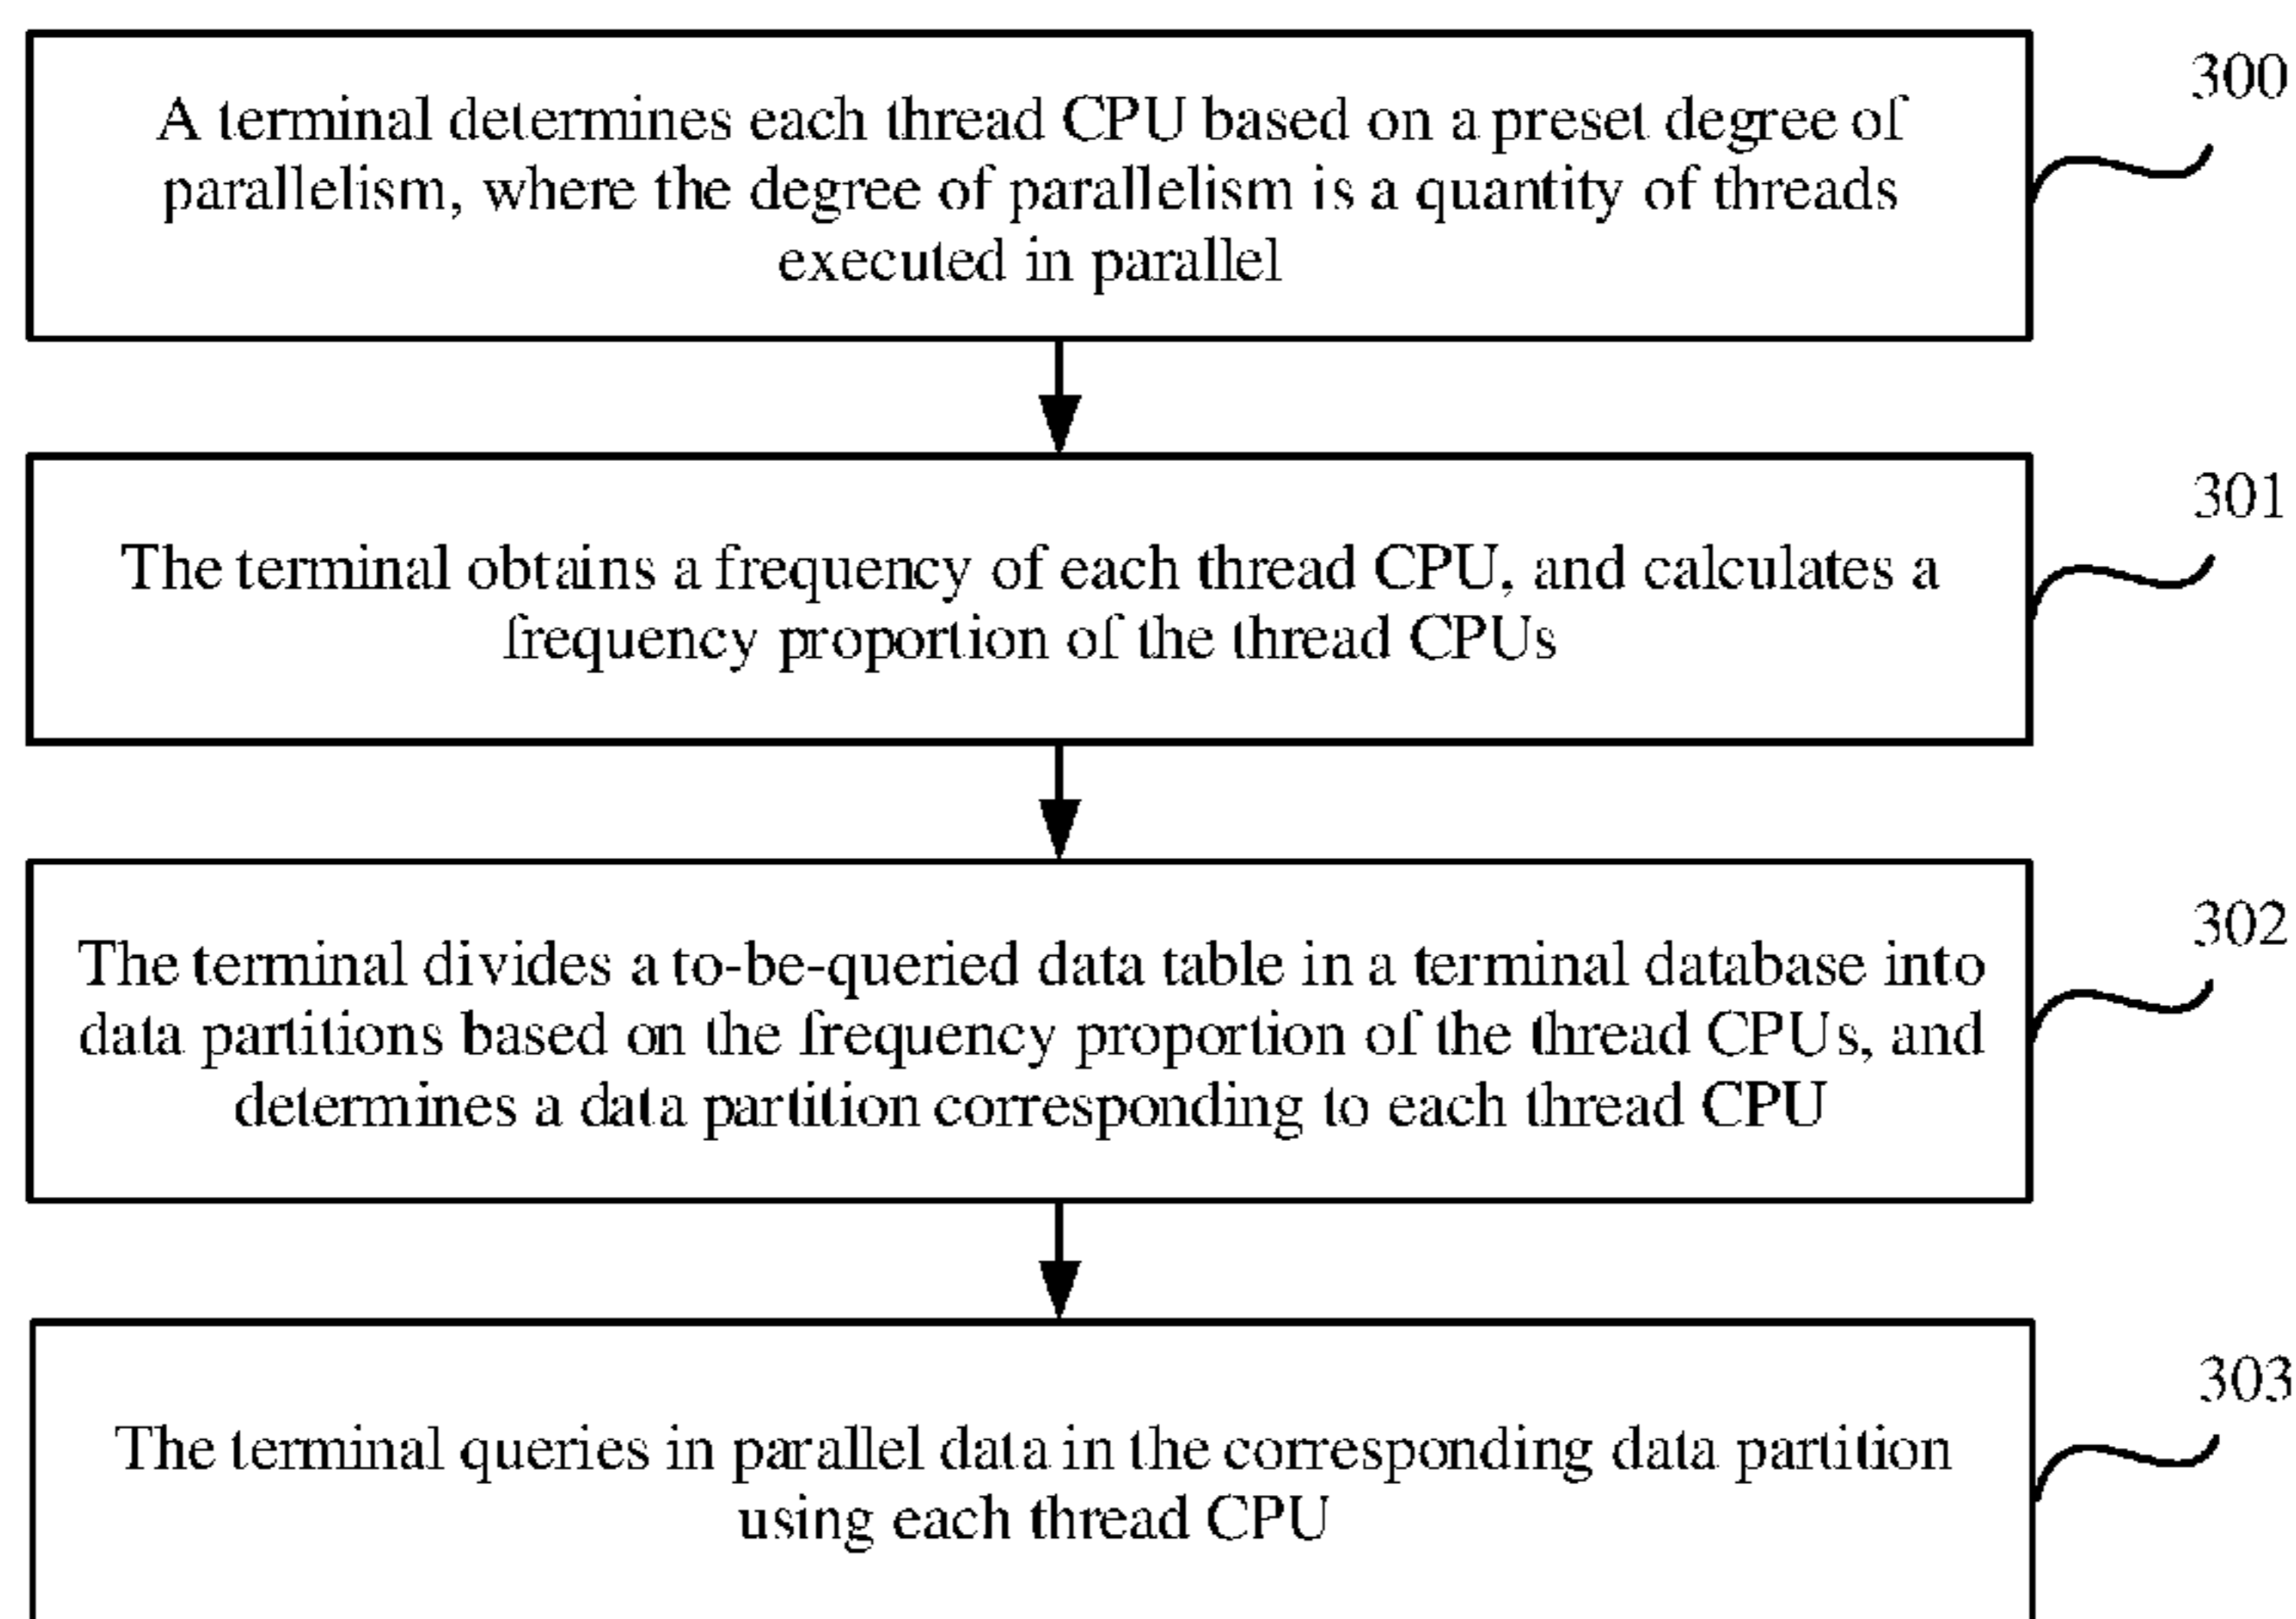 A terminal determines each thread CPU based on a preset degree of
parallelism, where the degree of parallelism is a quantity of threads
executed in parallel
300
The terminal obtains a frequency of each thread CPU, and calculates a
frequency proportion of the thread CPUs
301
The terminal divides a to-be-queried data table in a terminal database into
data partitions based on the frequency proportion of the thread CPUs, and
determines a data partition corresponding to each thread CPU
302
The terminal queries in parallel data in the corresponding data partition
using each thread CPU
303